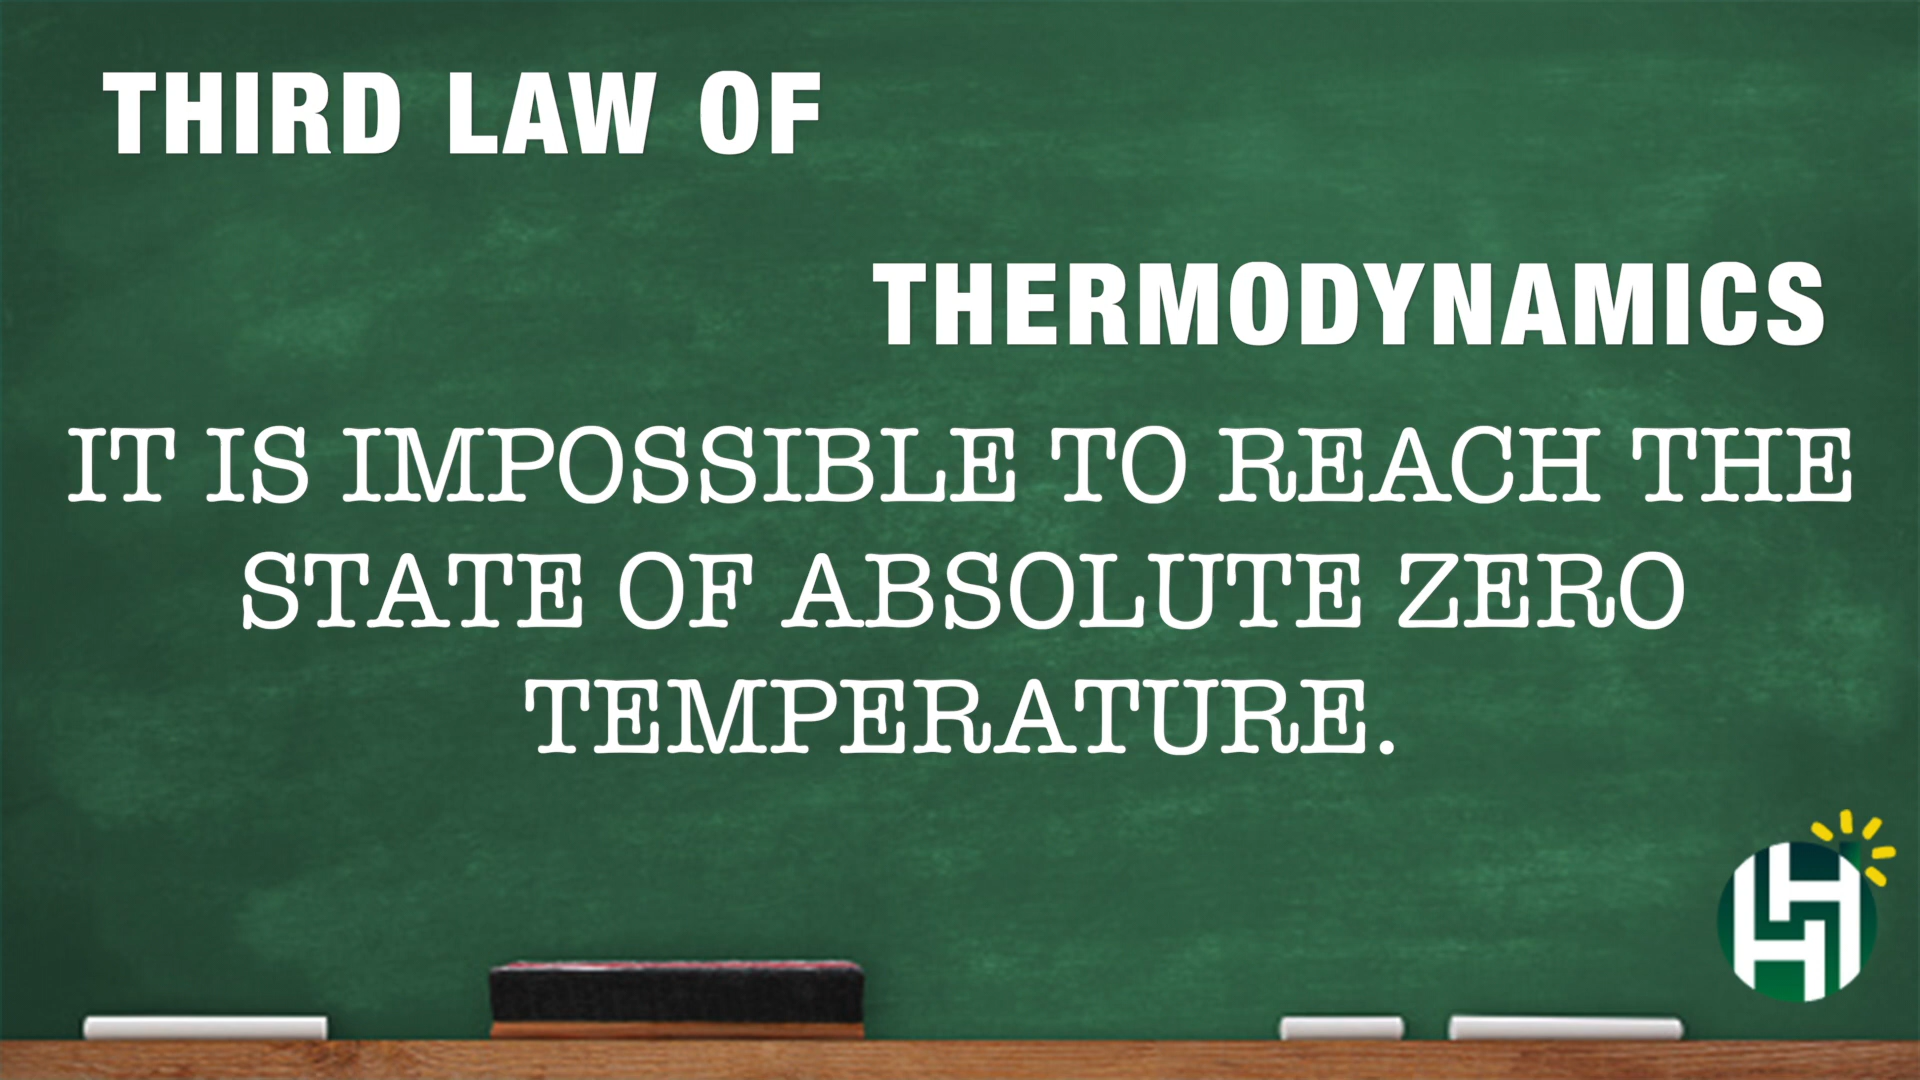 THIRD LAW OF
THERMODYNAMICS
IT IS IMPOSSIBLE TO REACH THE
STATE OF ABSOLUTE ZERO
TEMPERATURE.